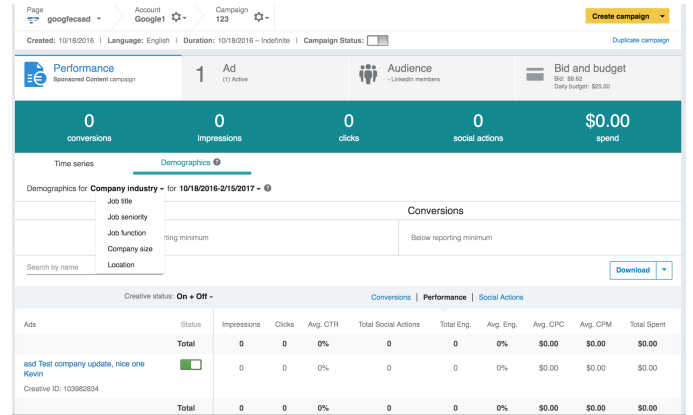 Page Account Campaign
googfecsad Google1 123 Create campaign
Created: 10/18/2016 | Language: English | Duration: 10/18/2016 – Indefinite | Campaign Status: Duplicate campaign
Performance
Sponsored Content campaign
1 Ad
(1) Active
Audience
- LinkedIn members
Bid and budget
Bid: $9.62
Daily budget: $25.00
0 0 0 0 $0.00
conversions impressions clicks social actions spend
Time series Demographics ?
Demographics for Company industry for 10/18/2016-2/15/2017 ?
Job title
Job seniority
Job function
Company size
Location
Conversions
rting minimum Below reporting minimum
Search by name Download
Creative status: On + Off Conversions | Performance | Social Actions
Ads Status Impressions Clicks Avg. CTR Total Social Actions Total Eng. Avg. Eng. Avg. CPC Avg. CPM Total Spent
Total 0 0 0% 0 0 0% $0.00 $0.00 $0.00
asd Test company update, nice one
Kevin
0 0 0% 0 0 0% $0.00 $0.00 $0.00
Creative ID: 103982834
Total 0 0 0% 0 0 0% $0.00 $0.00 $0.00